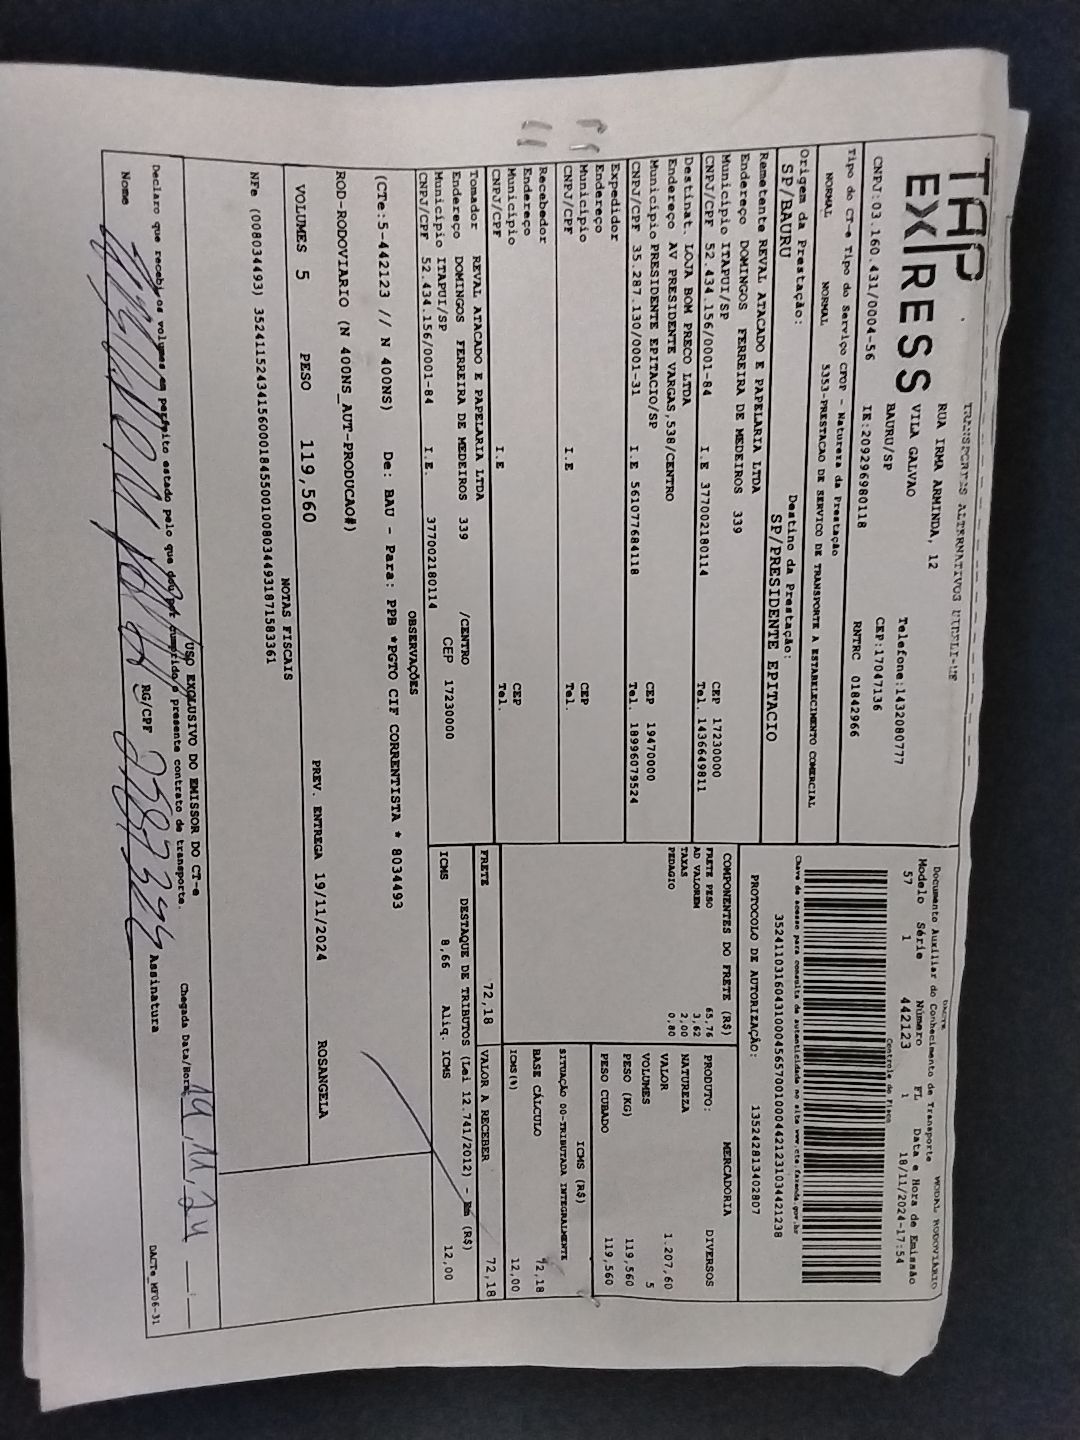 TAP
EXPRESS
TRANSPORTES ALTERNATIVOS
RUA IRMA ARMINDA, 12
VILA GALVAO
BAURU/SP
Telefone:1432080777
CEP:17047136
CNPJ:03.160.431/0004-56 IE:209296980118 RNTRC 01842966
DACTE
MODAL RODOVIÁRIO
Documento Auxiliar do Conhecimento de Transporte
Modelo Série Número FL Data e Hora de Emissão
57 1 442123 1 18/11/2024-17:54
Controle do Fisco
Tipo do CT-e Tipo do Serviço CFOP - Natureza da Prestação
NORMAL NORMAL 5353-PRESTACAO DE SERVICO DE TRANSPORTE A ESTABELECIMENTO COMERCIAL
Chave de acesso para consulta de autenticidade no site www.cte.fazenda.gov.br
Origem da Prestação: Destino da Prestação:
SP/BAURU SP/PRESIDENTE EPITACIO
PROTOCOLO DE AUTORIZAÇÃO: 135242813402807
Remetente REVAL ATACADO E PAPELARIA LTDA
Endereço DOMINGOS FERREIRA DE MEDEIROS 339
Município ITAPUI/SP CEP 17230000
CNPJ/CPF 52.434.156/0001-84 I.E 377002180114 Tel. 1436649811
Destinat. LOJA BOM PRECO LTDA
Endereço AV PRESIDENTE VARGAS,538/CENTRO
Município PRESIDENTE EPITACIO/SP CEP 19470000
CNPJ/CPF 35.287.130/0001-31 I.E 561077684118 Tel. 18996079524
Expedidor
Endereço
Município CEP
CNPJ/CPF I.E Tel.
Recebedor
Endereço
Município CEP
CNPJ/CPF I.E Tel.
Tomador REVAL ATACADO E PAPELARIA LTDA
Endereço DOMINGOS FERREIRA DE MEDEIROS 339 /CENTRO
Município ITAPUI/SP CEP 17230000
CNPJ/CPF 52.434.156/0001-84 I.E. 377002180114
COMPONENTES DO FRETE (R$)
FRETE PESO 65,76
AD VALOREM 3,62
TAXAS 2,00
PEDAGIO 0,80
MERCADORIA
PRODUTO: DIVERSOS
NATUREZA
VALOR 1.207,60
VOLUMES 5
PESO (KG) 119,560
PESO CUBADO 119,560
ICMS (R$)
SITUAÇÃO 00-TRIBUTADA INTEGRALMENTE
BASE CÁLCULO 72,18
ICMS(%) 12,00
FRETE 72,18 VALOR A RECEBER 72,18
DESTAQUE DE TRIBUTOS (Lei 12.741/2012) - Em (R$)
ICMS 8,66 Aliq. ICMS 12,00
OBSERVAÇÕES
(CTe:5-442123 // N 400NS) De: BAU - Para: PPB *PGTO CIF CORRENTISTA * 8034493
ROD-RODOVIARIO (N 400NS_AUT-PRODUCAO#)
VOLUMES 5 PESO 119,560 PREV. ENTREGA 19/11/2024 ROSANGELA
NOTAS FISCAIS
NFe (008034493)
USO EXCLUSIVO DO EMISSOR DO CT-e
Declaro que recebi os volumes em perfeito estado pelo que dou por cumprido o presente contrato de transporte.
Chegada Data/Hora 19,11,24
Nome RG/CPF Assinatura
DACTe_MF06-31